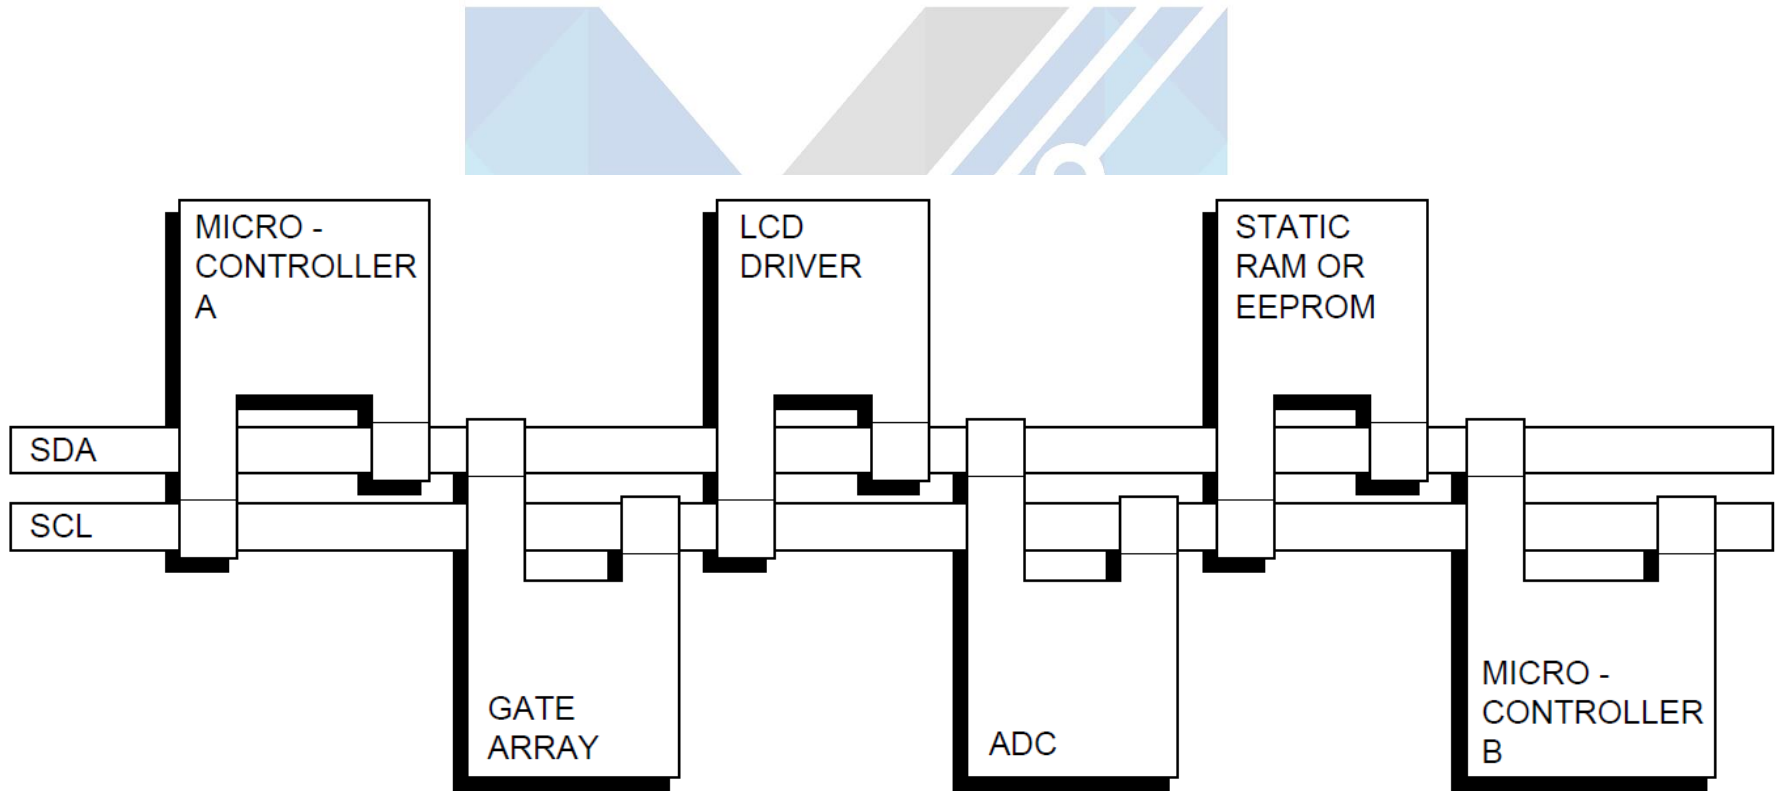 MICRO -
CONTROLLER
A
LCD
DRIVER
STATIC
RAM OR
EEPROM
SDA
SCL
GATE
ARRAY
ADC
MICRO -
CONTROLLER
B